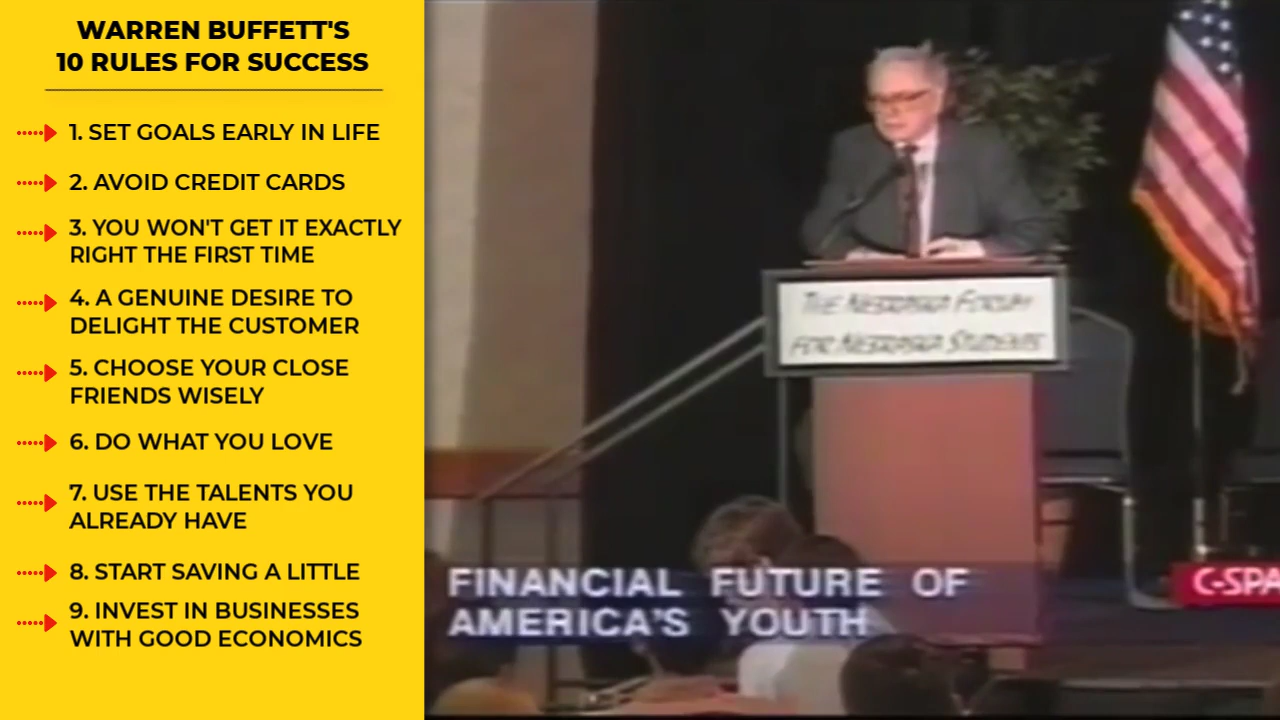 WARREN BUFFETT'S
10 RULES FOR SUCCESS
1. SET GOALS EARLY IN LIFE
2. AVOID CREDIT CARDS
3. YOU WON'T GET IT EXACTLY
RIGHT THE FIRST TIME
4. A GENUINE DESIRE TO
DELIGHT THE CUSTOMER
5. CHOOSE YOUR CLOSE
FRIENDS WISELY
6. DO WHAT YOU LOVE
7. USE THE TALENTS YOU
ALREADY HAVE
8. START SAVING A LITTLE
9. INVEST IN BUSINESSES
WITH GOOD ECONOMICS
THE NEBRASKA FORUM
FOR NEBRASKA STUDENTS
FINANCIAL FUTURE OF
AMERICA'S YOUTH
C-SPA